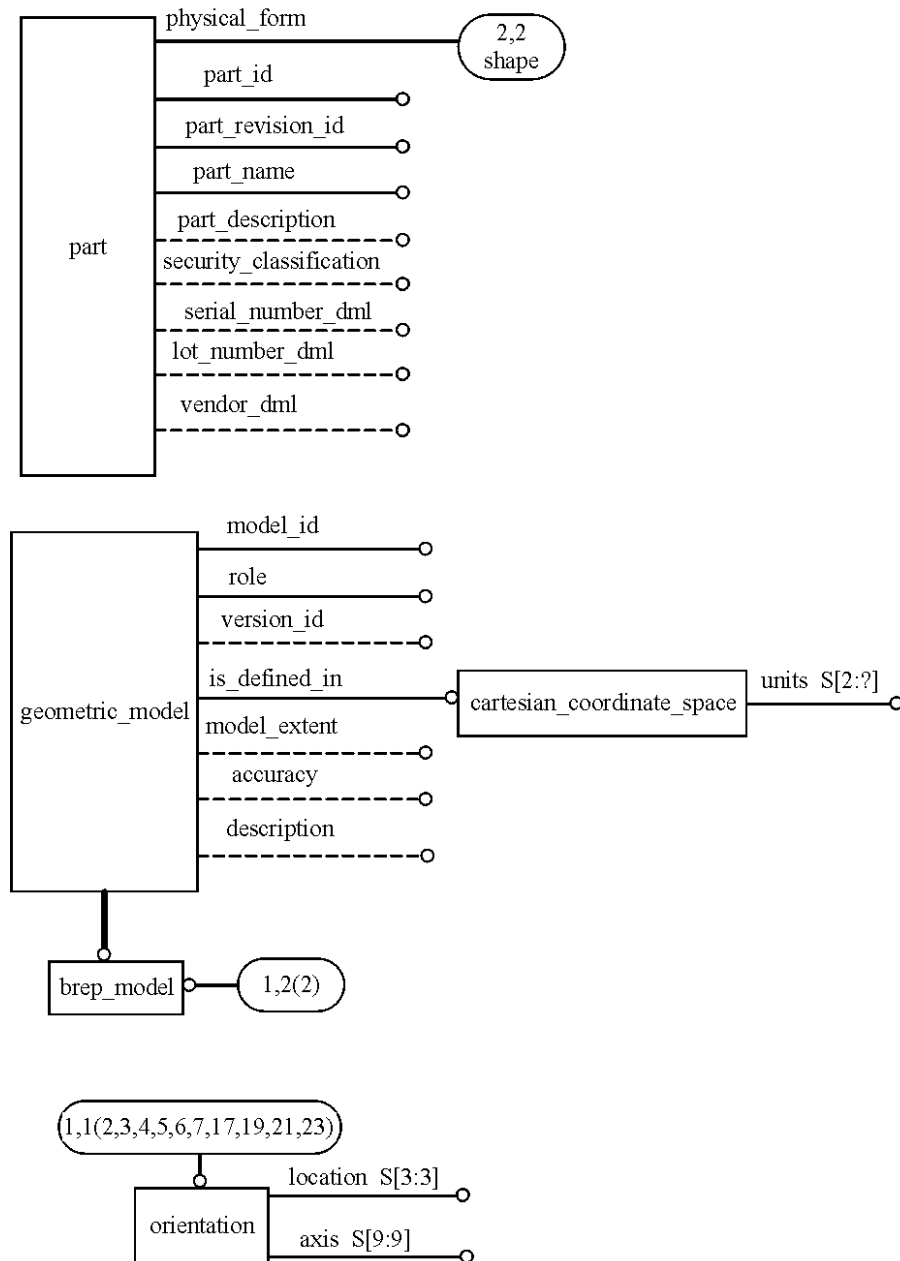 physical_form
2,2
shape
part_id
part_revision_id
part_name
part_description
part
security_classification
serial_number_dml
lot_number_dml
vendor_dml
model_id
role
version_id
is_defined_in
units S[2:?]
geometric_model
cartesian_coordinate_space
model_extent
accuracy
description
brep_model
1,2(2)
1,1(2,3,4,5,6,7,17,19,21,23)
location S[3:3]
orientation
axis S[9:9]